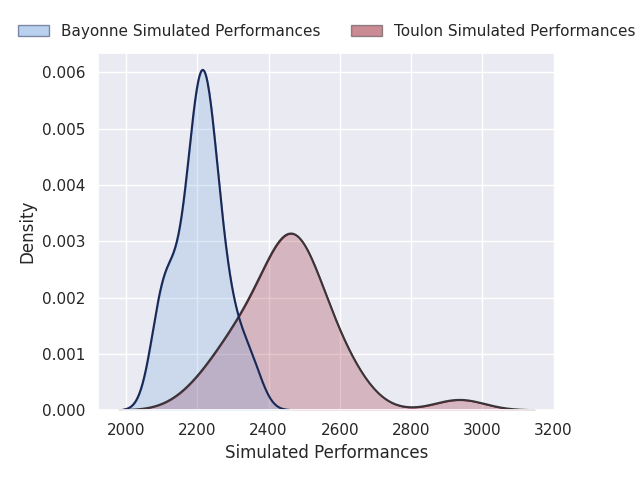 Bayonne Simulated Performances Toulon Simulated Performances
0.006
0.005
0.004
0.003
0.002
0.001
0.000
Density
2000 2200 2400 2600 2800 3000 3200
Simulated Performances